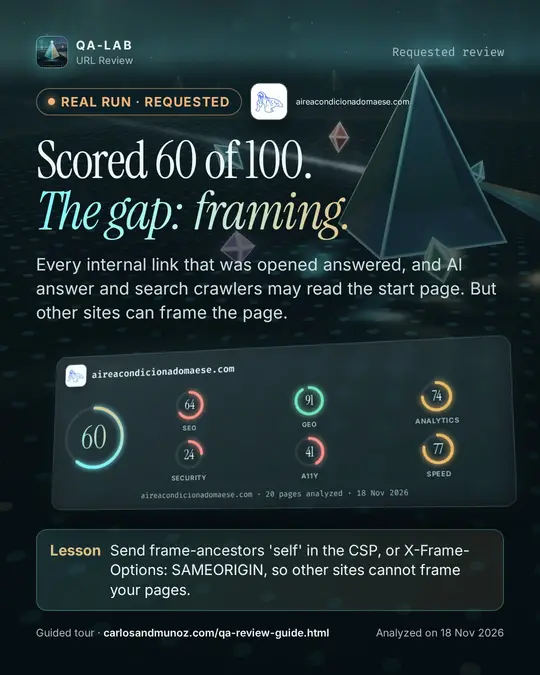 QA-LAB
URL Review
Requested review
REAL RUN · REQUESTED
aireacondicionadomaese.com
Scored 60 of 100.
The gap: framing.
Every internal link that was opened answered, and AI
answer and search crawlers may read the start page. But
other sites can frame the page.
aireacondicionadomaese.com
60
64
SEO
91
GEO
74
ANALYTICS
24
SECURITY
41
A11Y
77
SPEED
aireacondicionadomaese.com · 20 pages analyzed · 18 Nov 2026
Lesson
Send frame-ancestors 'self' in the CSP, or X-Frame-
Options: SAMEORIGIN, so other sites cannot frame
your pages.
Guided tour · carlosandmunoz.com/qa-review-guide.html
Analyzed on 18 Nov 2026